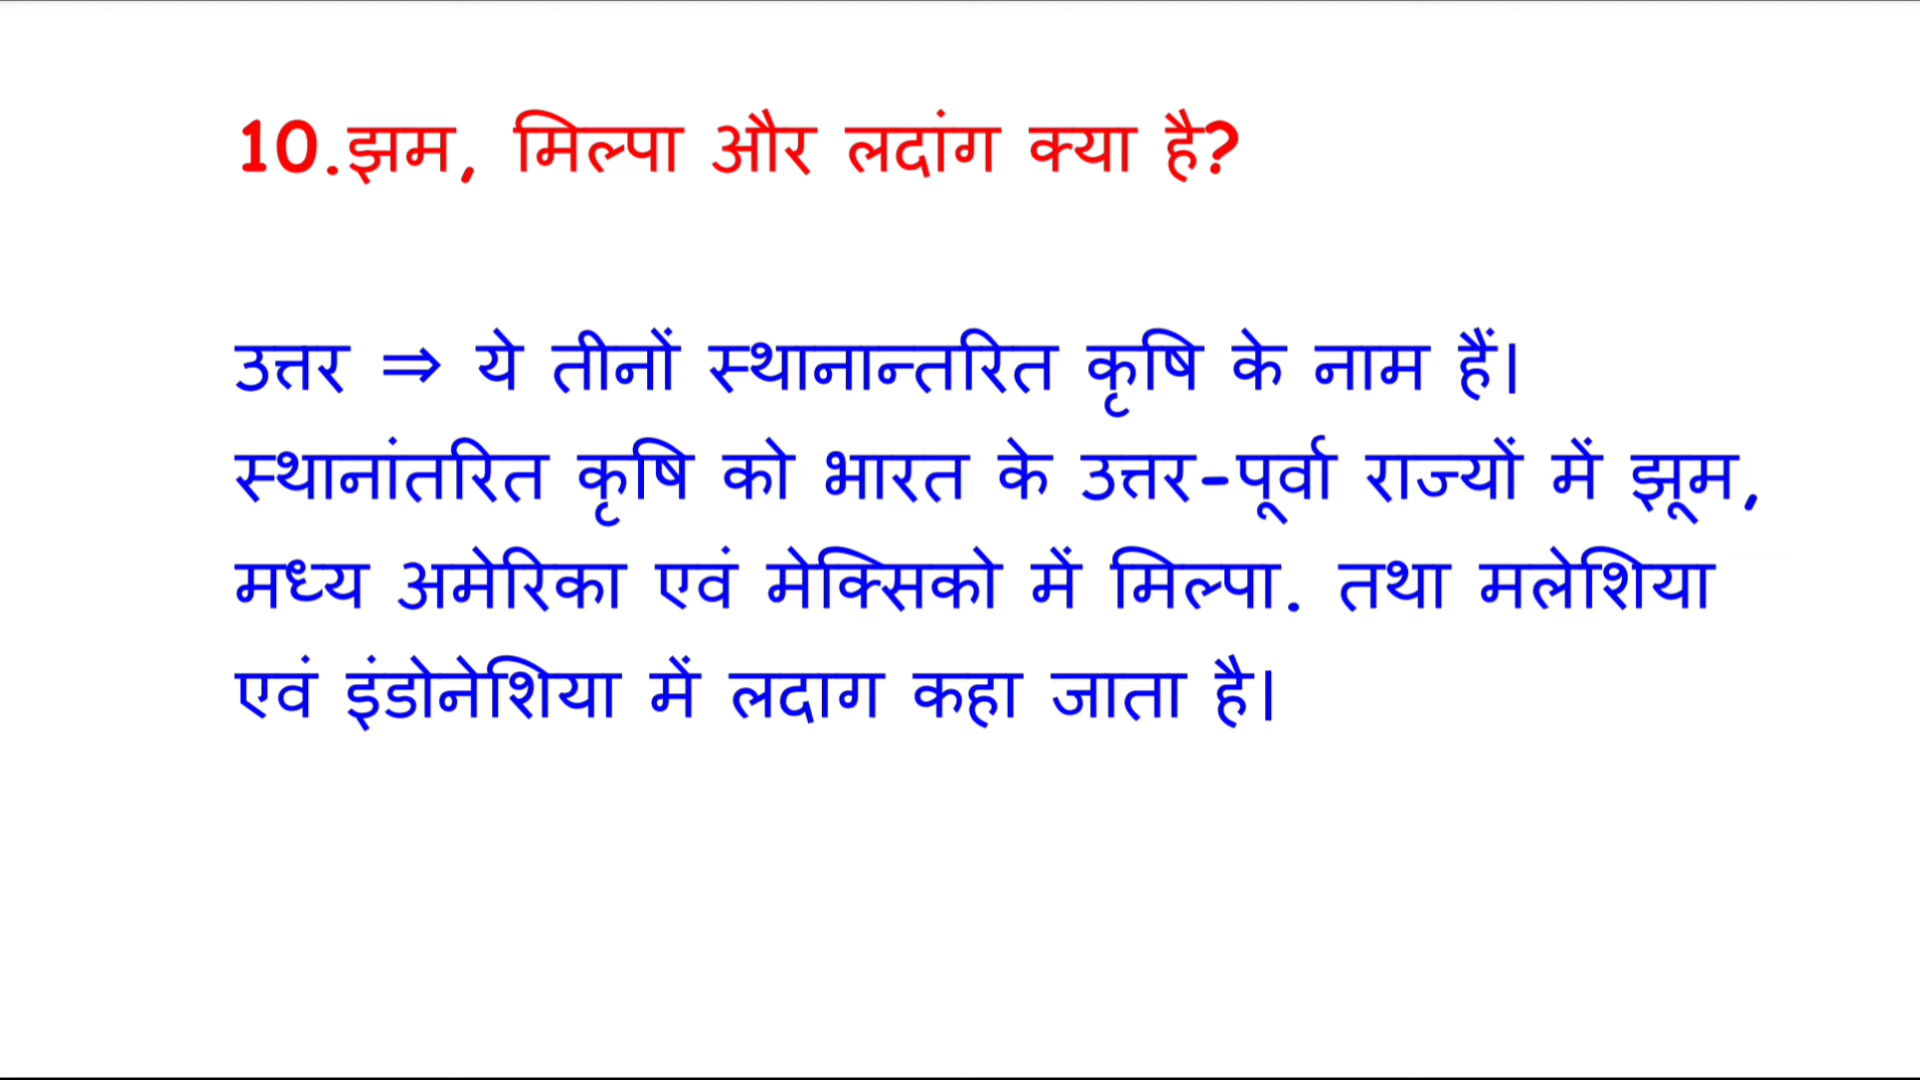 10.झम, मिल्पा और लदांग क्या है?
उत्तर ⇒ ये तीनों स्थानान्तरित कृषि के नाम हैं।
स्थानांतरित कृषि को भारत के उत्तर-पूर्वा राज्यों में झूम,
मध्य अमेरिका एवं मेक्सिको में मिल्पा. तथा मलेशिया
एवं इंडोनेशिया में लदाग कहा जाता है।